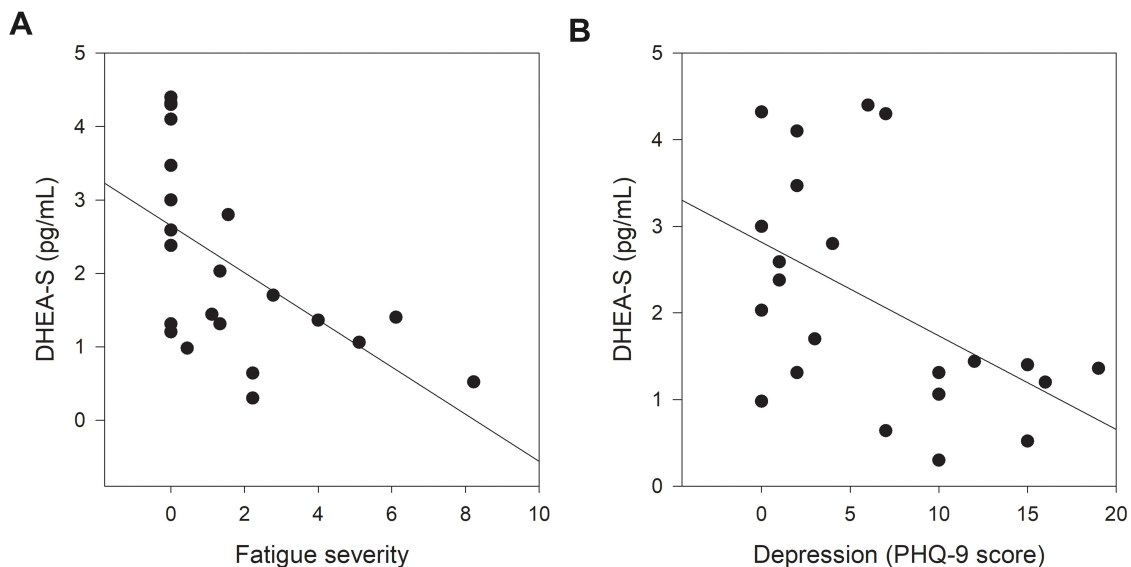 A
5
4
3
2
1
0
DHEA-S (pg/mL)
0 2 4 6 8 10
Fatigue severity
B
5
4
3
2
1
0
DHEA-S (pg/mL)
0 5 10 15 20
Depression (PHQ-9 score)